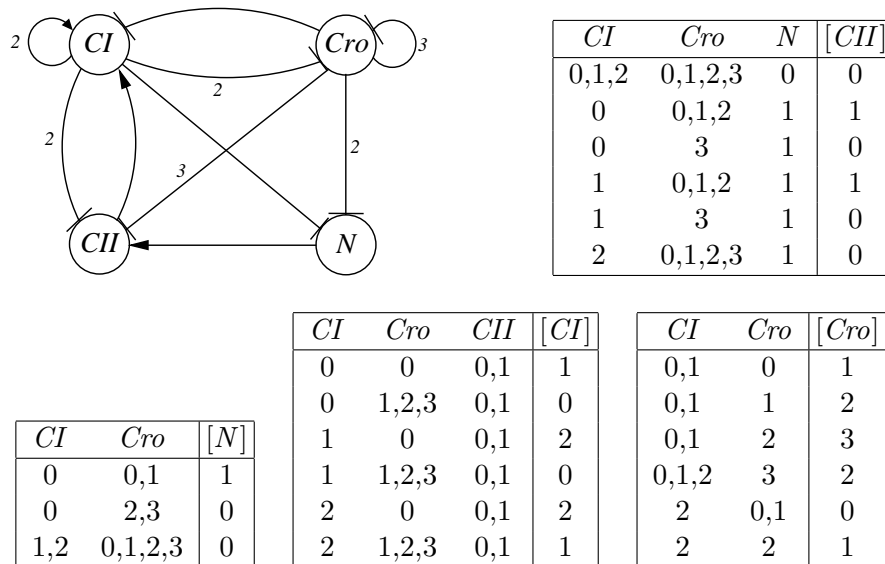 2 CI Cro 3
2
2 3 2
CII N
CI Cro N [CII]
0,1,2 0,1,2,3 0 0
0 0,1,2 1 1
0 3 1 0
1 0,1,2 1 1
1 3 1 0
2 0,1,2,3 1 0
CI Cro [N]
0 0,1 1
0 2,3 0
1,2 0,1,2,3 0
CI Cro CII [CI]
0 0 0,1 1
0 1,2,3 0,1 0
1 0 0,1 2
1 1,2,3 0,1 0
2 0 0,1 2
2 1,2,3 0,1 1
CI Cro [Cro]
0,1 0 1
0,1 1 2
0,1 2 3
0,1,2 3 2
2 0,1 0
2 2 1